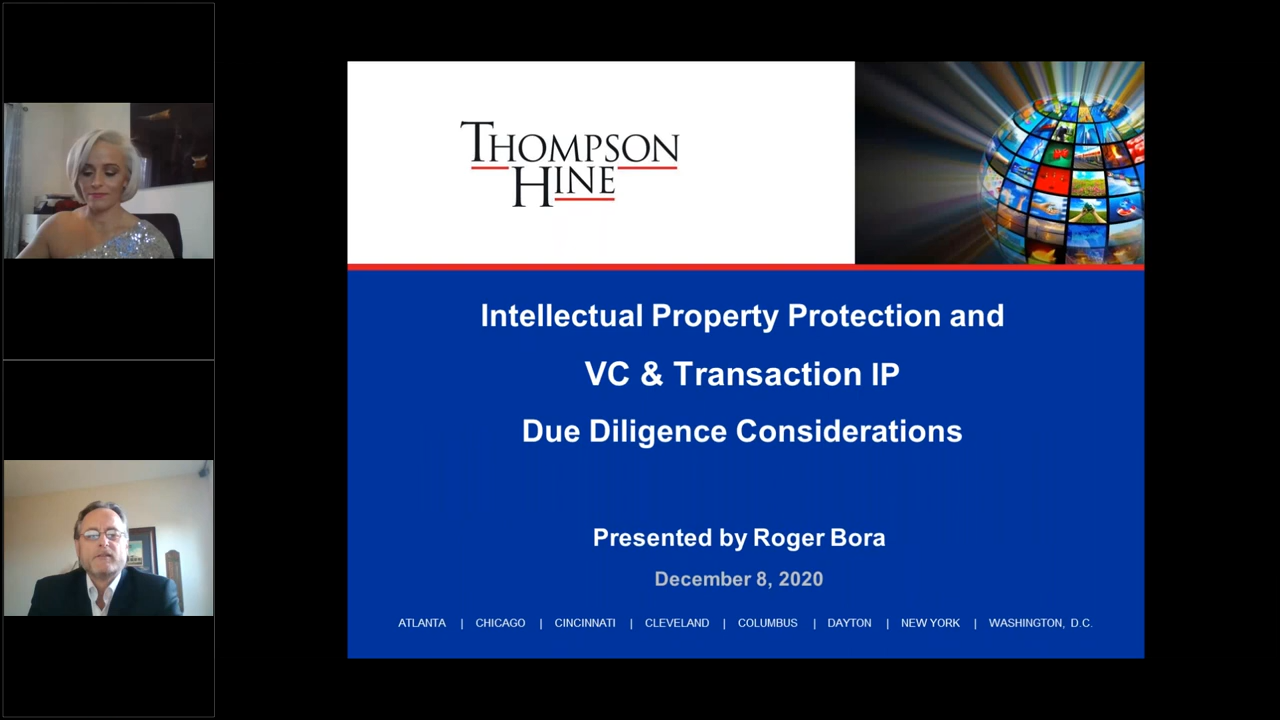 THOMPSON
HINE
Intellectual Property Protection and
VC & Transaction IP
Due Diligence Considerations
Presented by Roger Bora
December 8, 2020
ATLANTA | CHICAGO | CINCINNATI | CLEVELAND | COLUMBUS | DAYTON | NEW YORK | WASHINGTON, D.C.